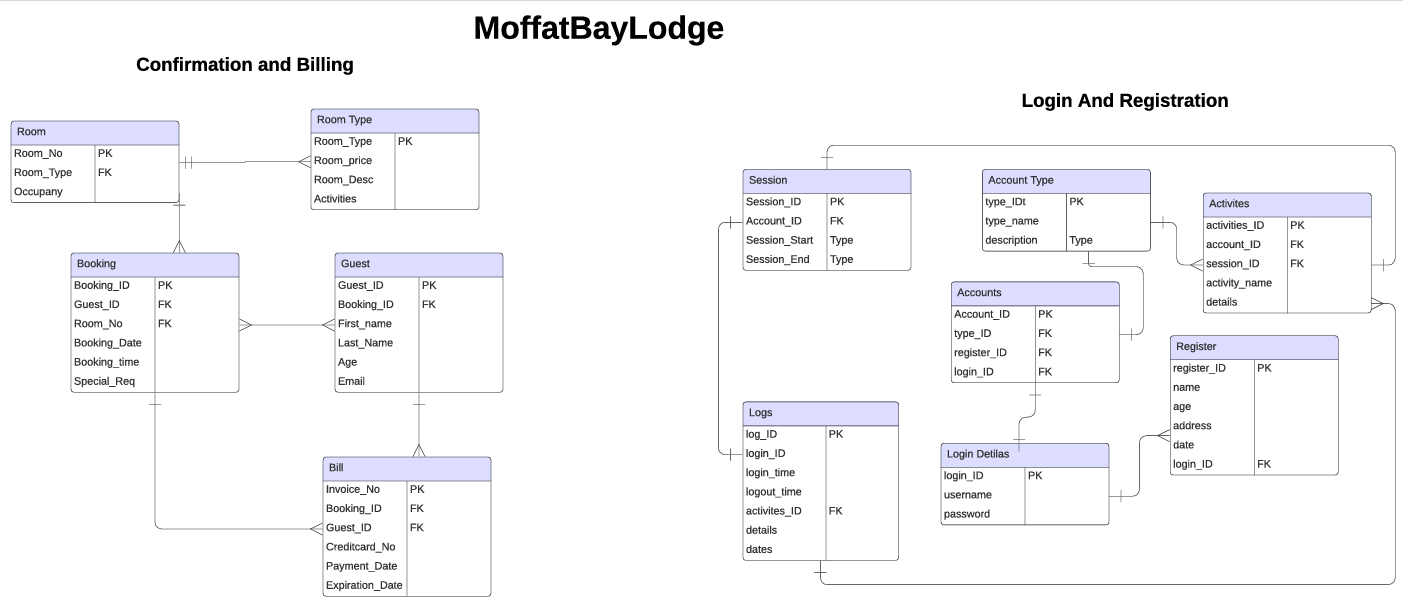 MoffatBayLodge
Confirmation and Billing
Room
Room_No PK
Room_Type FK
Occupany
Room Type
Room_Type PK
Room_price
Room_Desc
Activities
Booking
Booking_ID PK
Guest_ID FK
Room_No FK
Booking_Date
Booking_time
Special_Req
Guest
Guest_ID PK
Booking_ID FK
First_name
Last_Name
Age
Email
Bill
Invoice_No PK
Booking_ID FK
Guest_ID FK
Creditcard_No
Payment_Date
Expiration_Date
Login And Registration
Session
Session_ID PK
Account_ID FK
Session_Start Type
Session_End Type
Account Type
type_IDt PK
type_name
description Type
Activites
activities_ID PK
account_ID FK
session_ID FK
activity_name
details
Accounts
Account_ID PK
type_ID FK
register_ID FK
login_ID FK
Register
register_ID PK
name
age
address
date
login_ID FK
Logs
log_ID PK
login_ID
login_time
logout_time
activites_ID FK
details
dates
Login Detilas
login_ID PK
username
password